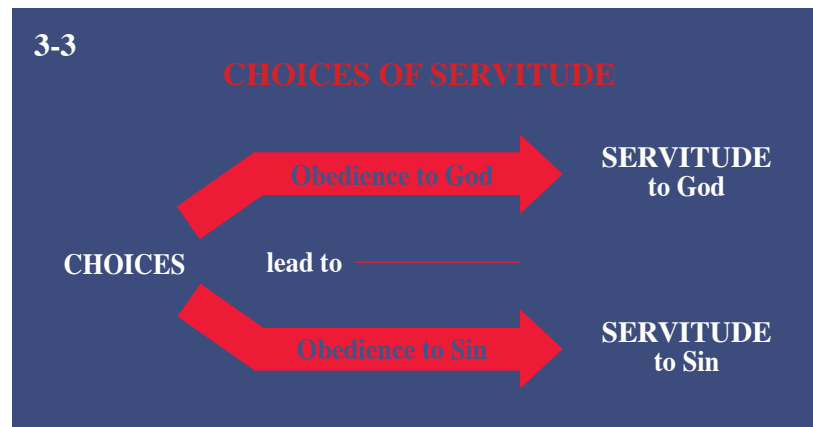 3-3
CHOICES OF SERVITUDE
Obedience to God
SERVITUDE
to God
CHOICES
lead to
Obedience to Sin
SERVITUDE
to Sin